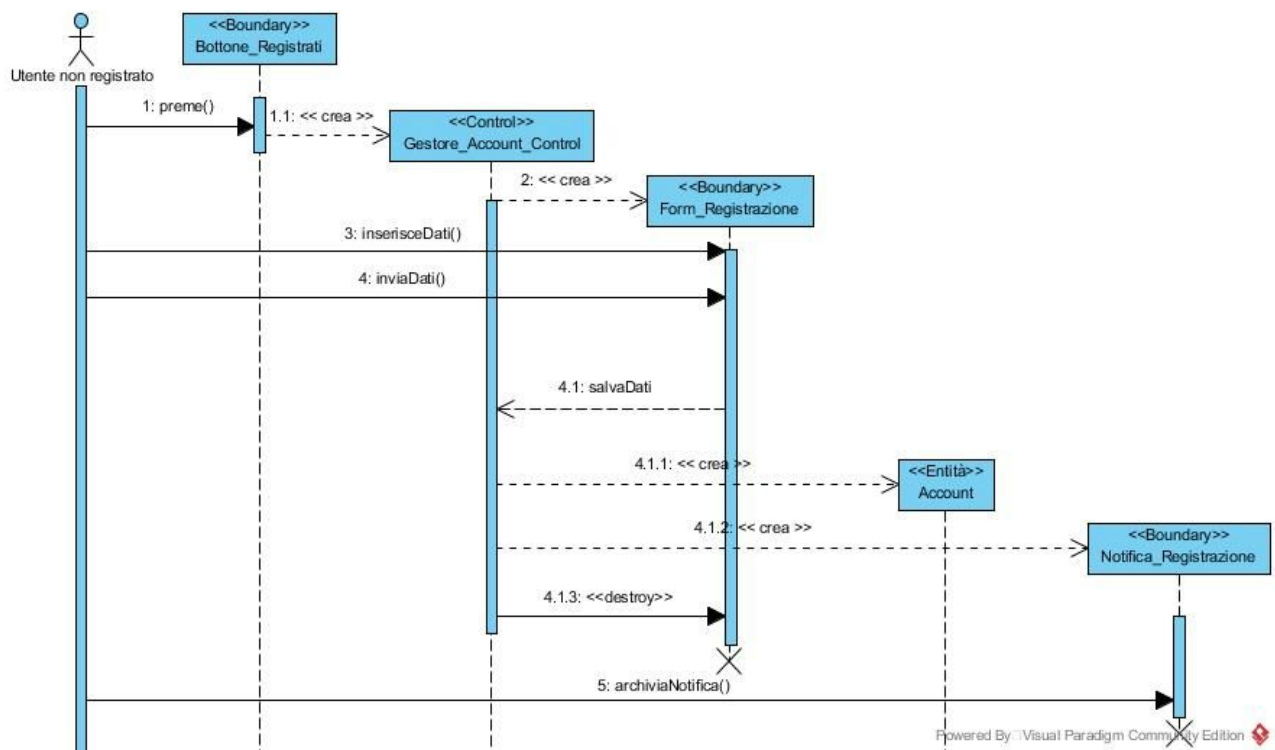 <<Boundary>>
Bottone_Registrati
Utente non registrato
1: preme()
1.1: << crea >>
<<Control>>
Gestore_Account_Control
2: << crea >>
<<Boundary>>
Form_Registrazione
3: inserisceDati()
4: inviaDati()
4.1: salvaDati
4.1.1: << crea >>
<<Entità>>
Account
4.1.2: << crea >>
<<Boundary>>
Notifica_Registrazione
4.1.3: <<destroy>>
5: archiviaNotifica()
Powered By Visual Paradigm Community Edition